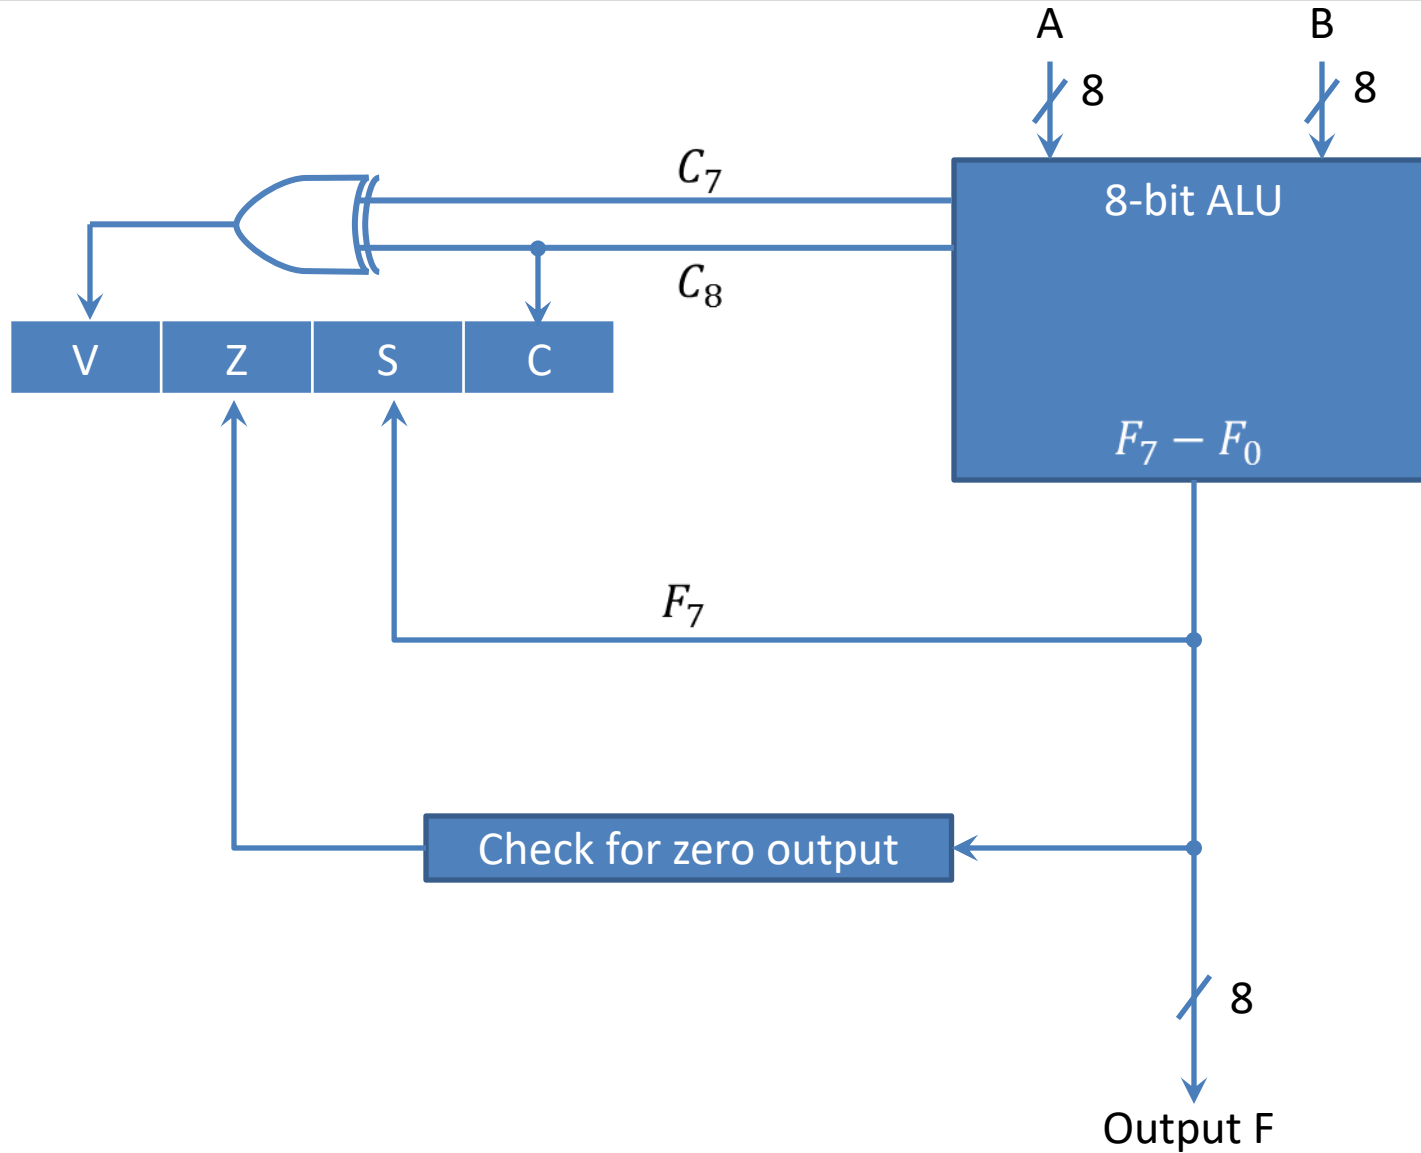 A
B
8
8
C₇
8-bit ALU
C₈
V Z S C
F₇ − F₀
F₇
Check for zero output
8
Output F